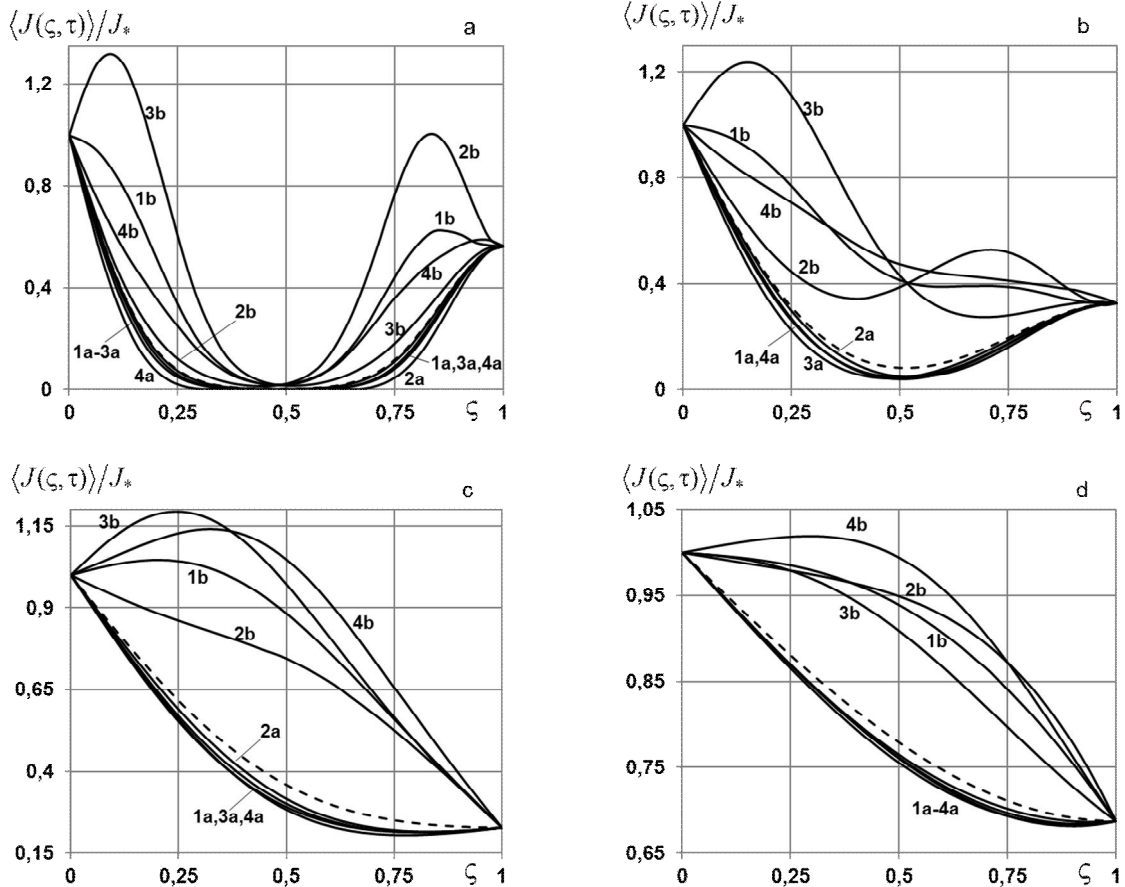 ⟨J(ς,τ)⟩/J* a
1,2
0,8
0,4
0
0 0,25 0,5 0,75 ς 1
3b
1b
4b
2b
1a-3a
4a
2b
1b
4b
3b
1a,3a,4a
2a
⟨J(ς,τ)⟩/J* b
1,2
0,8
0,4
0
0 0,25 0,5 0,75 ς 1
3b
1b
4b
2b
2a
1a,4a
3a
⟨J(ς,τ)⟩/J* c
1,15
0,9
0,65
0,4
0,15
0 0,25 0,5 0,75 ς 1
3b
1b
4b
2b
2a
1a,3a,4a
⟨J(ς,τ)⟩/J* d
1,05
0,95
0,85
0,75
0,65
0 0,25 0,5 0,75 ς 1
4b
2b
3b
1b
1a-4a